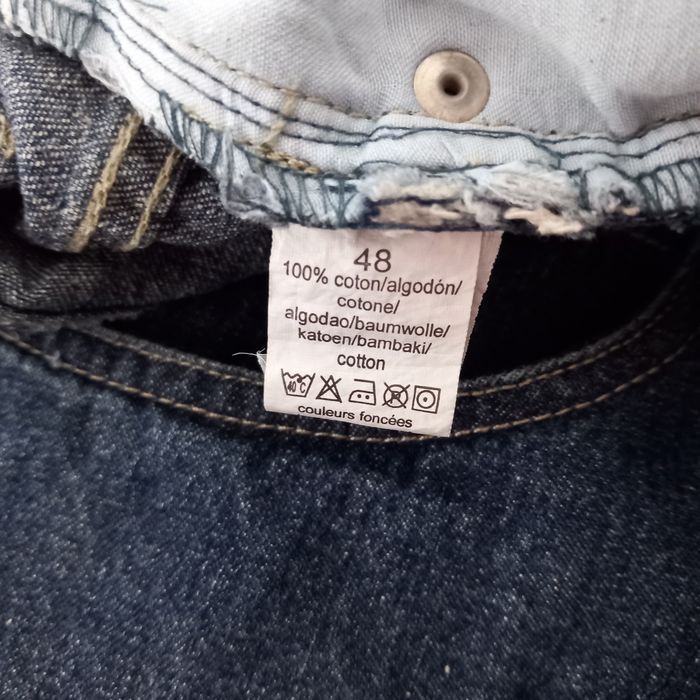 48
100% coton/algodón/
cotone/
algodao/baumwolle/
katoen/bambaki/
cotton
40°C
couleurs foncées